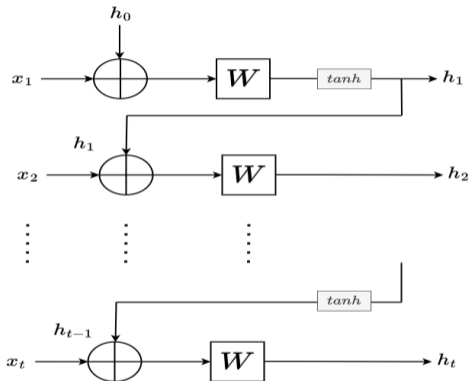 h₀
x₁ W tanh h₁
h₁
x₂ W h₂
tanh
hₜ₋₁
xₜ W hₜ